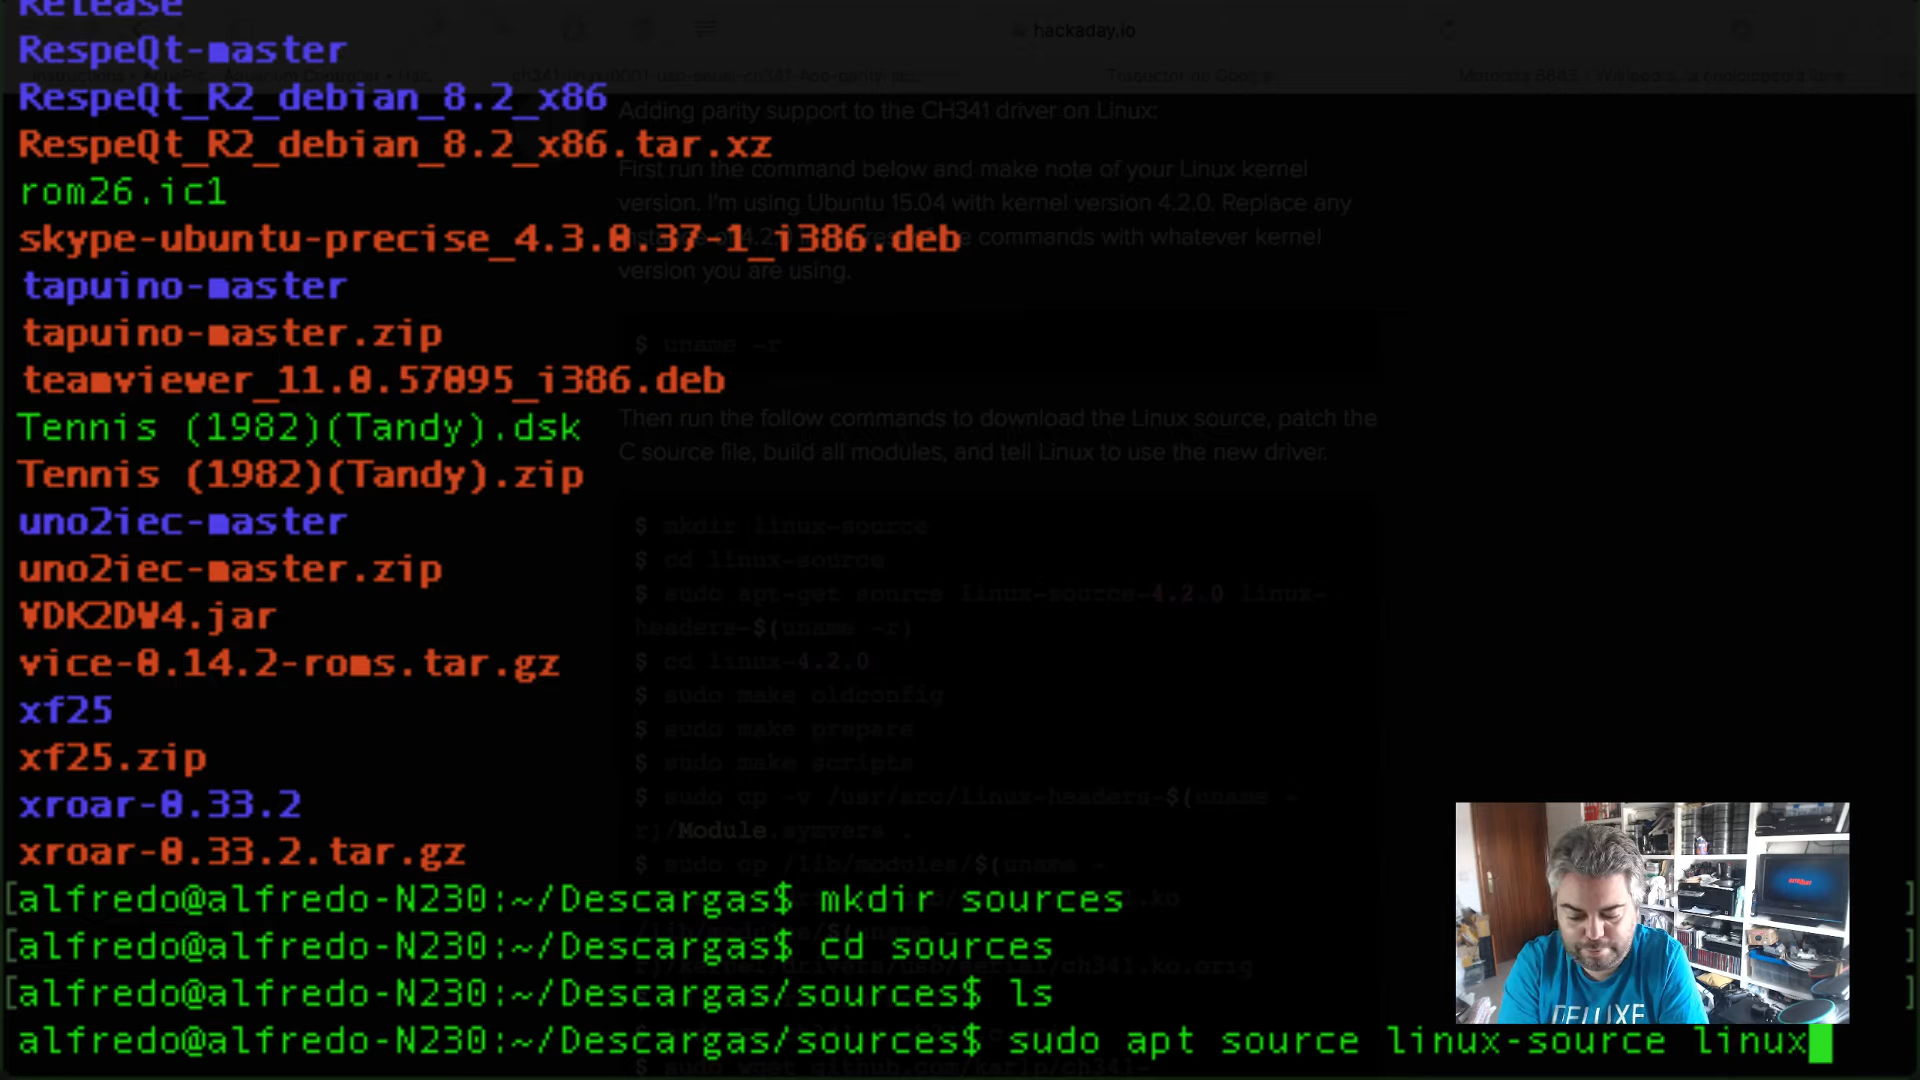 Release
RespeQt-master
RespeQt_R2_debian_8.2_x86
RespeQt_R2_debian_8.2_x86.tar.xz
rom26.ic1
skype-ubuntu-precise_4.3.0.37-1_i386.deb
tapuino-master
tapuino-master.zip
teamviewer_11.0.57095_i386.deb
Tennis (1982)(Tandy).dsk
Tennis (1982)(Tandy).zip
uno2iec-master
uno2iec-master.zip
VDK2DW4.jar
vice-0.14.2-roms.tar.gz
xf25
xf25.zip
xroar-0.33.2
xroar-0.33.2.tar.gz
[alfredo@alfredo-N230:~/Descargas$ mkdir sources ]
[alfredo@alfredo-N230:~/Descargas$ cd sources ]
[alfredo@alfredo-N230:~/Descargas/sources$ ls ]
alfredo@alfredo-N230:~/Descargas/sources$ sudo apt source linux-source linux
hackaday.io
Adding parity support to the CH341 driver on Linux:
First run the command below and make note of your Linux kernel
version. I'm using Ubuntu 15.04 with kernel version 4.2.0. Replace any
commands with whatever kernel
version you are using.
$ uname -r
Then run the follow commands to download the Linux source, patch the
C source file, build all modules, and tell Linux to use the new driver.
$ mkdir linux-source
$ cd linux-source
$ sudo apt-get source linux-source-4.2.0 linux-
headers-$(uname -r)
$ cd linux-4.2.0
$ sudo make oldconfig
$ sudo make prepare
$ sudo make scripts
$ sudo cp -v /usr/src/linux-headers-$(uname -
r)/Module.symvers .
$ sudo cp /lib/modules/$(uname -
DELUXE